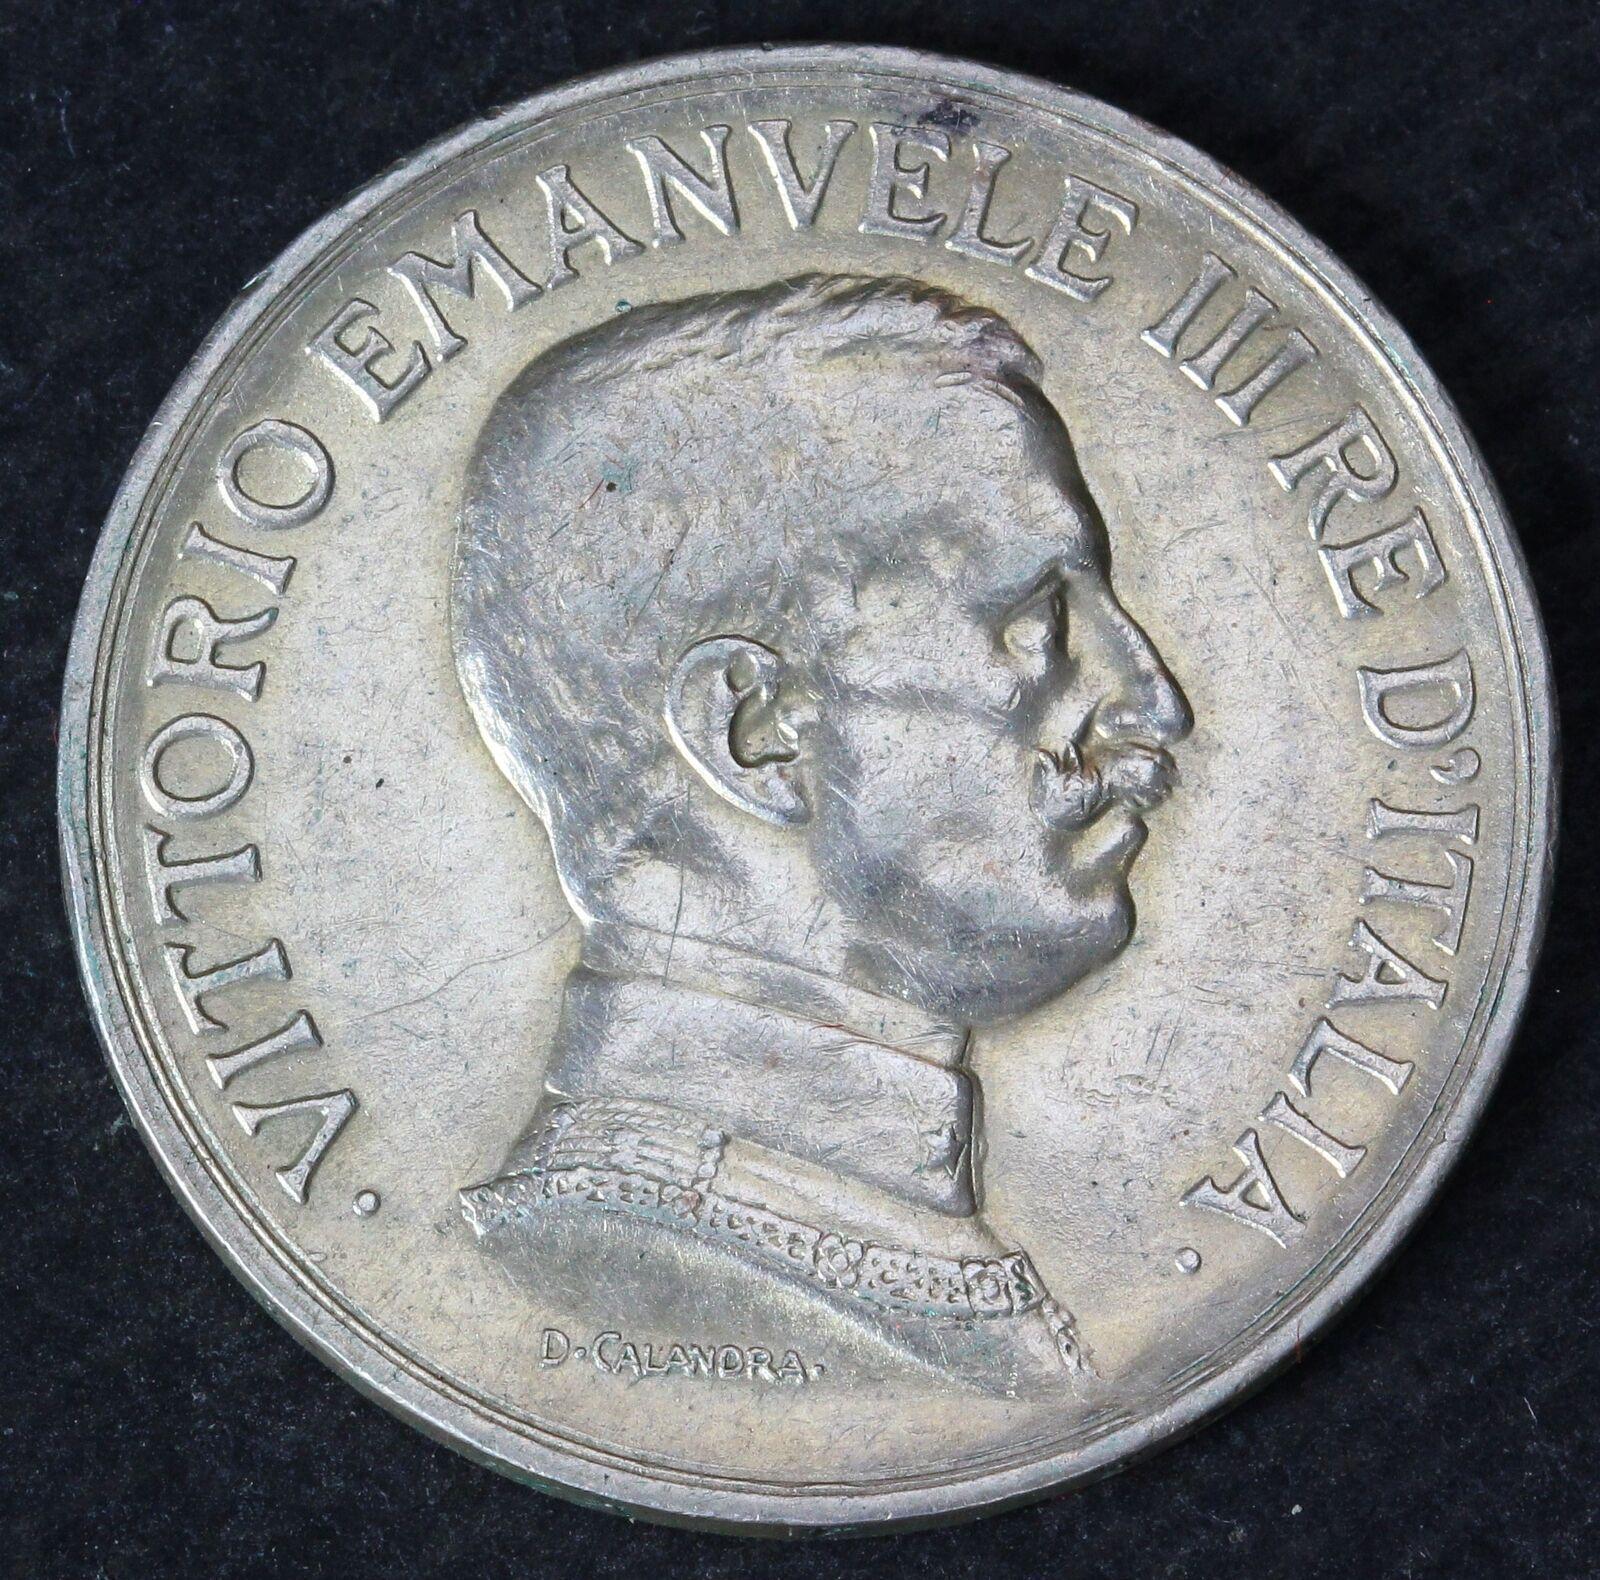 · VITTORIO EMANVELE III RE D'ITALIA ·
D · CALANDRA ·